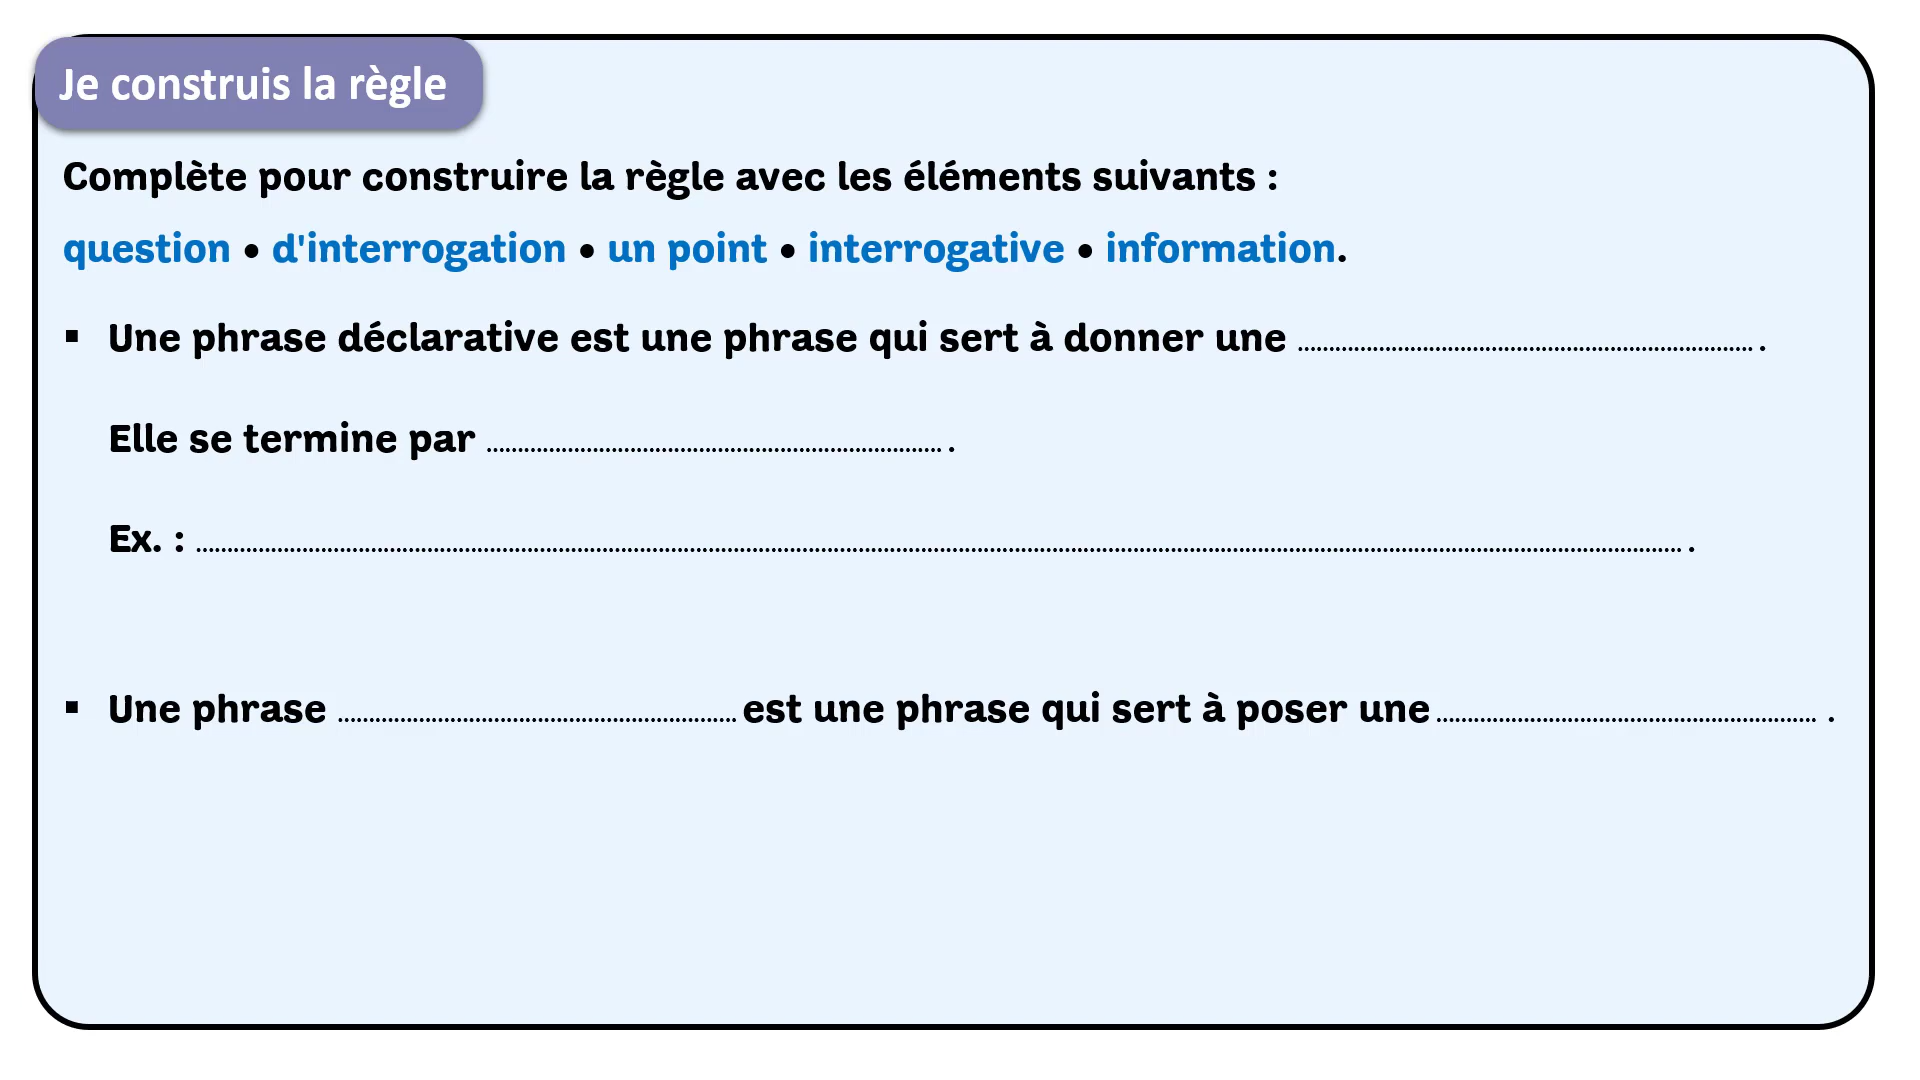 Je construis la règle
Complète pour construire la règle avec les éléments suivants :
question • d'interrogation • un point • interrogative • information.
▪ Une phrase déclarative est une phrase qui sert à donner une ........................................ .
Elle se termine par ........................................ .
Ex. : ................................................................................................................ .
▪ Une phrase ........................................ est une phrase qui sert à poser une ........................................ .